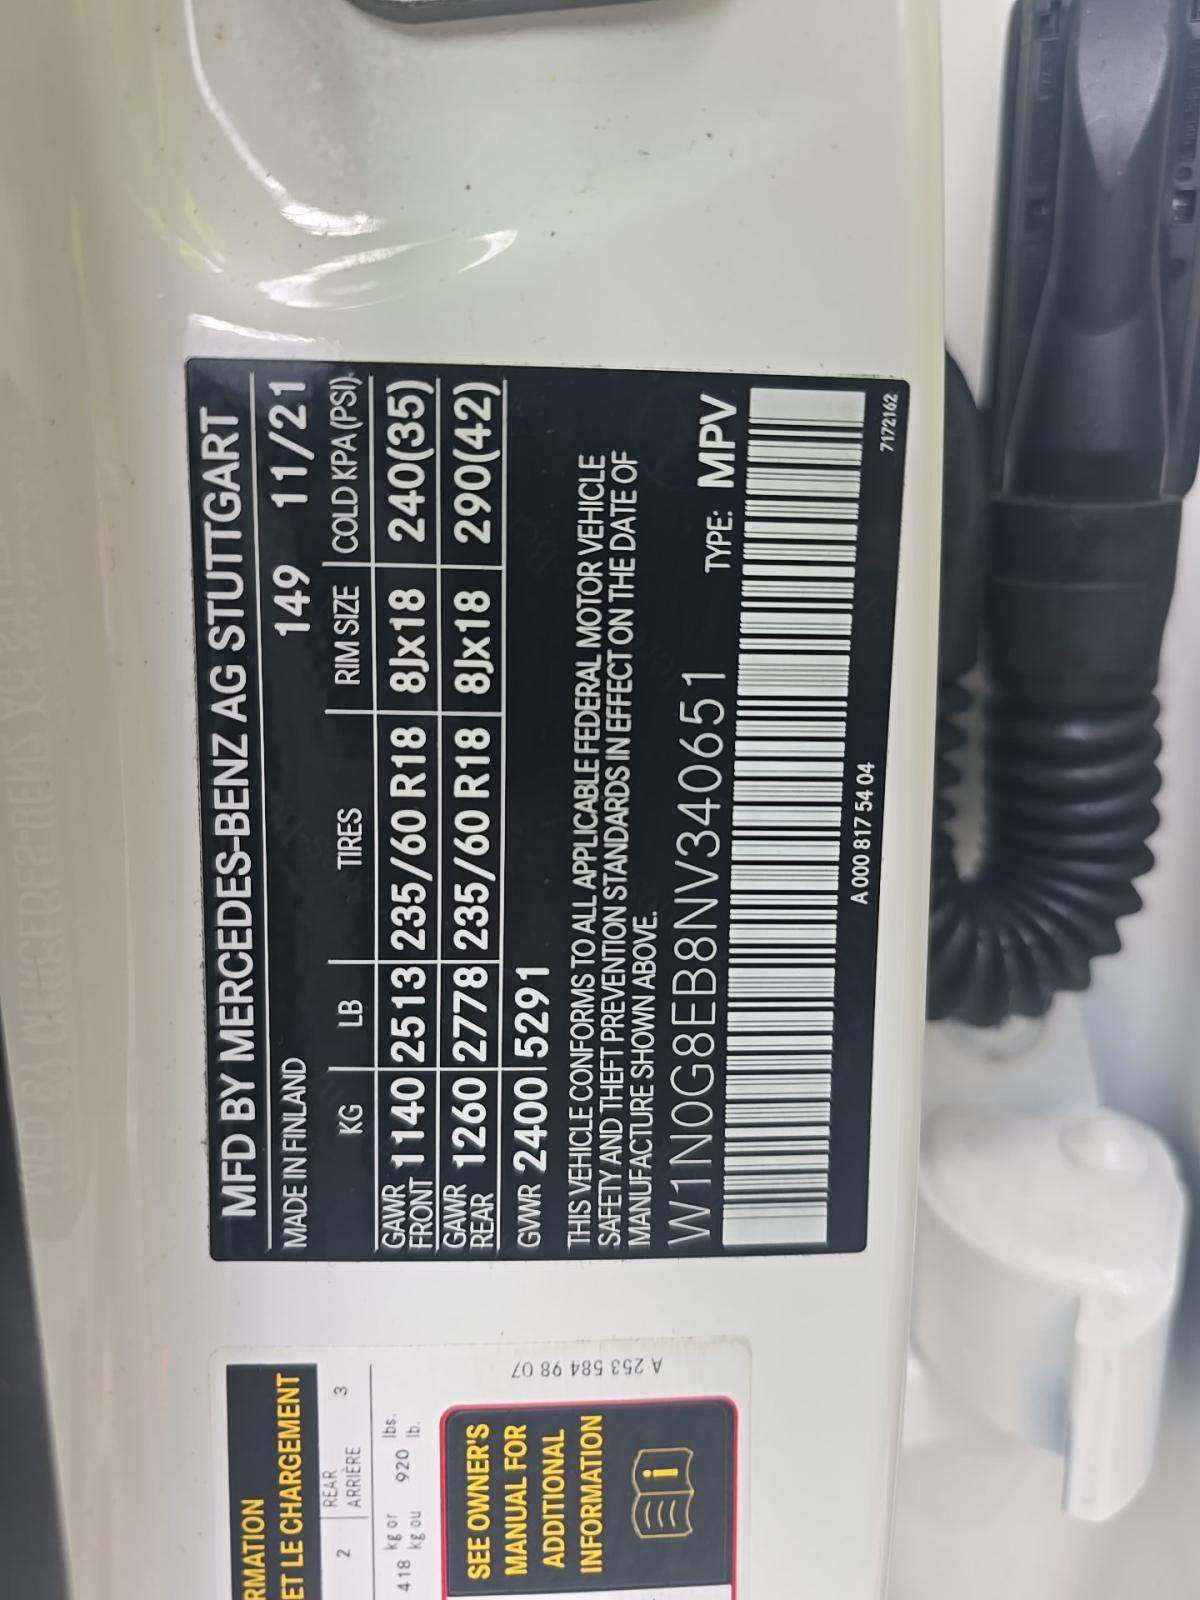 MFD BY MERCEDES-BENZ AG STUTTGART
MADE IN FINLAND 149 11/21
KG LB TIRES RIM SIZE COLD KPA(PSI)
GAWR FRONT 1140 2513 235/60 R18 8Jx18 240(35)
GAWR REAR 1260 2778 235/60 R18 8Jx18 290(42)
GVWR 2400 5291
THIS VEHICLE CONFORMS TO ALL APPLICABLE FEDERAL MOTOR VEHICLE
SAFETY AND THEFT PREVENTION STANDARDS IN EFFECT ON THE DATE OF
MANUFACTURE SHOWN ABOVE.
W1N0G8EB8NV340651 TYPE: MPV
A 000 817 54 04
7172162
RMATION
ET LE CHARGEMENT
2 REAR 3
ARRIÈRE
418 kg or 920 lbs.
kg ou lb.
SEE OWNER'S
MANUAL FOR
ADDITIONAL
INFORMATION
A 253 584 98 07